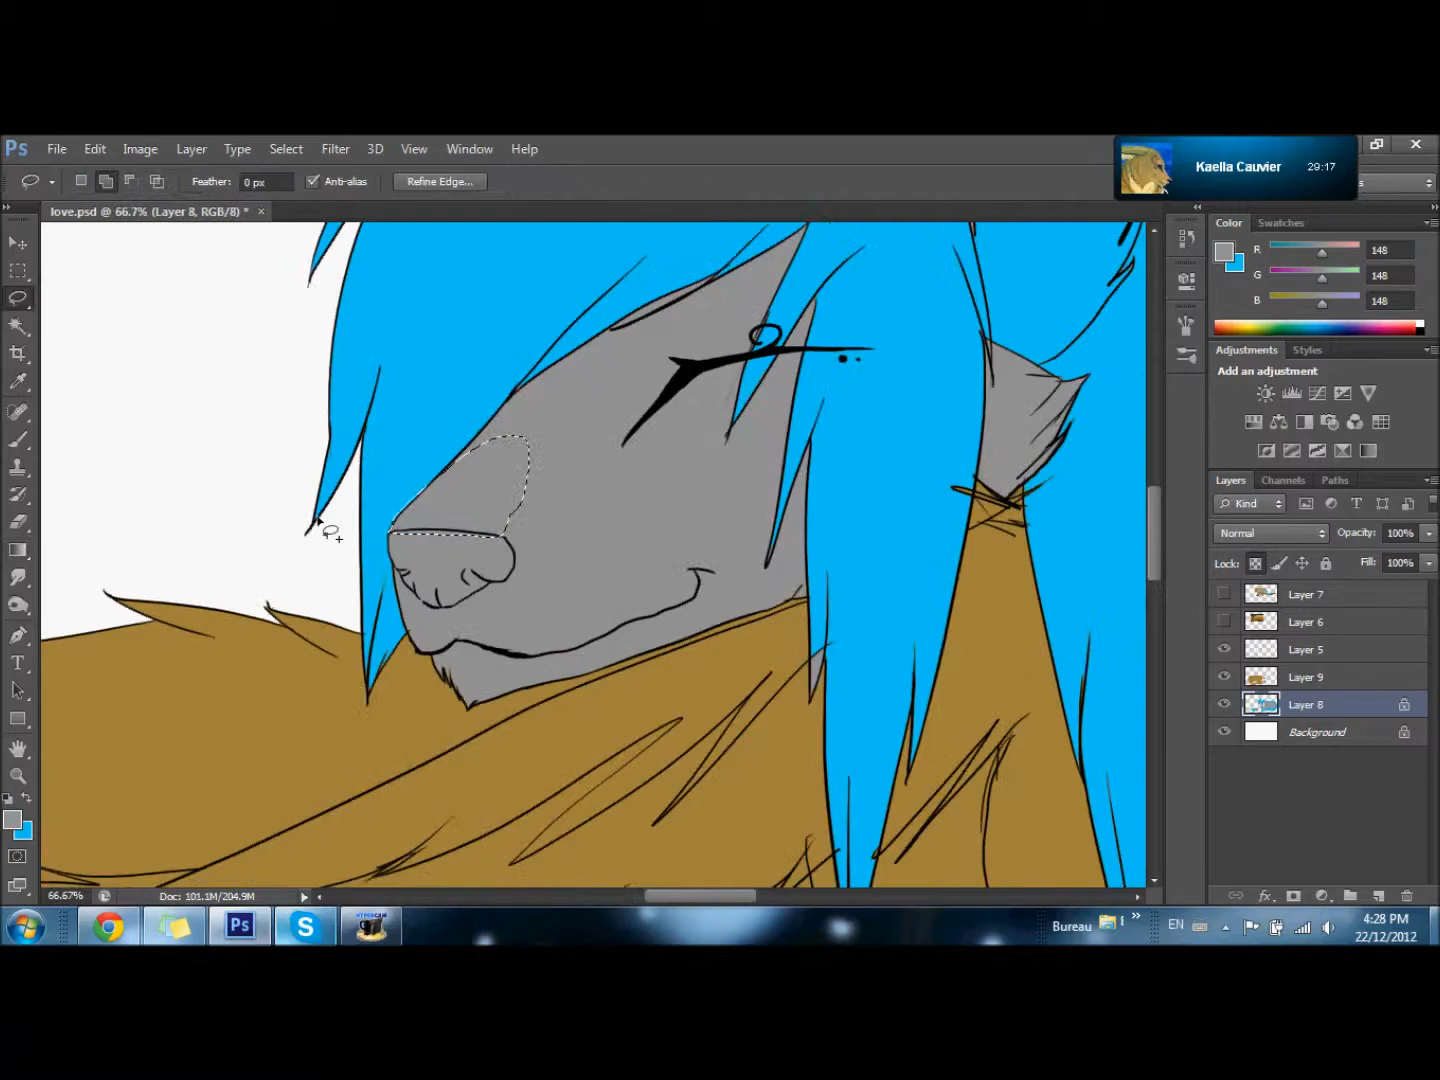 Ps File Edit Image Layer Type Select Filter 3D View Window Help
Kaella Cauvier 29:17
Feather: 0 px Anti-alias Refine Edge...
love.psd @ 66.7% (Layer 8, RGB/8) * ×
Color Swatches
R 148
G 148
B 148
Adjustments Styles
Add an adjustment
Layers Channels Paths
Kind
Normal Opacity: 100%
Lock: Fill: 100%
Layer 7
Layer 6
Layer 5
Layer 9
Layer 8
Background
66.67% Doc: 101.1M/204.9M
Ps S HYPERCAM Bureau » EN 4:28 PM
22/12/2012